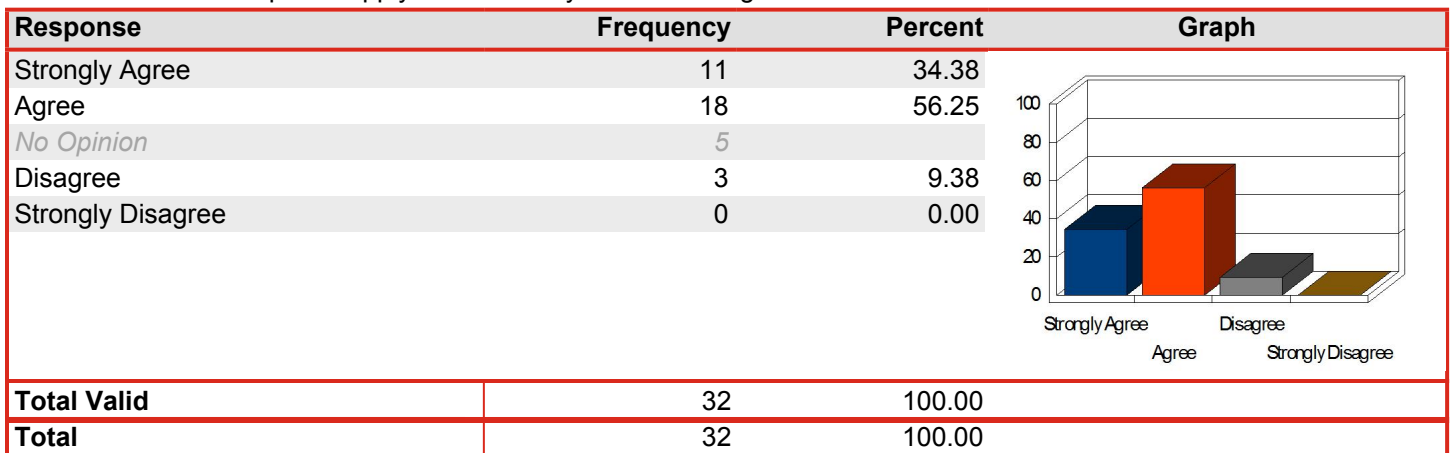 Response Frequency Percent Graph
Strongly Agree 11 34.38
Agree 18 56.25
No Opinion 5
Disagree 3 9.38
Strongly Disagree 0 0.00
100
80
60
40
20
0
Strongly Agree Disagree
Agree Strongly Disagree
Total Valid 32 100.00
Total 32 100.00